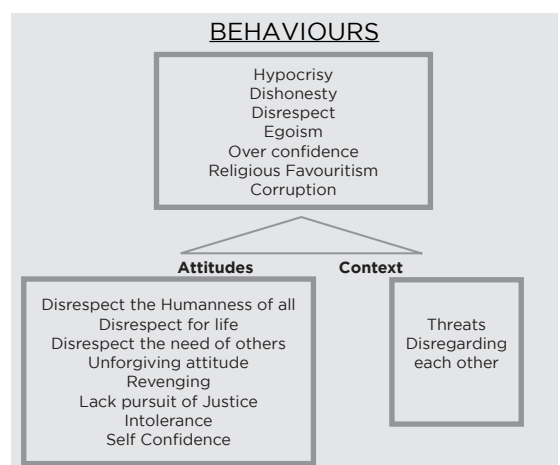 BEHAVIOURS
Hypocrisy
Dishonesty
Disrespect
Egoism
Over confidence
Religious Favouritism
Corruption
Attitudes
Context
Disrespect the Humanness of all
Disrespect for life
Disrespect the need of others
Unforgiving attitude
Revenging
Lack pursuit of Justice
Intolerance
Self Confidence
Threats
Disregarding
each other